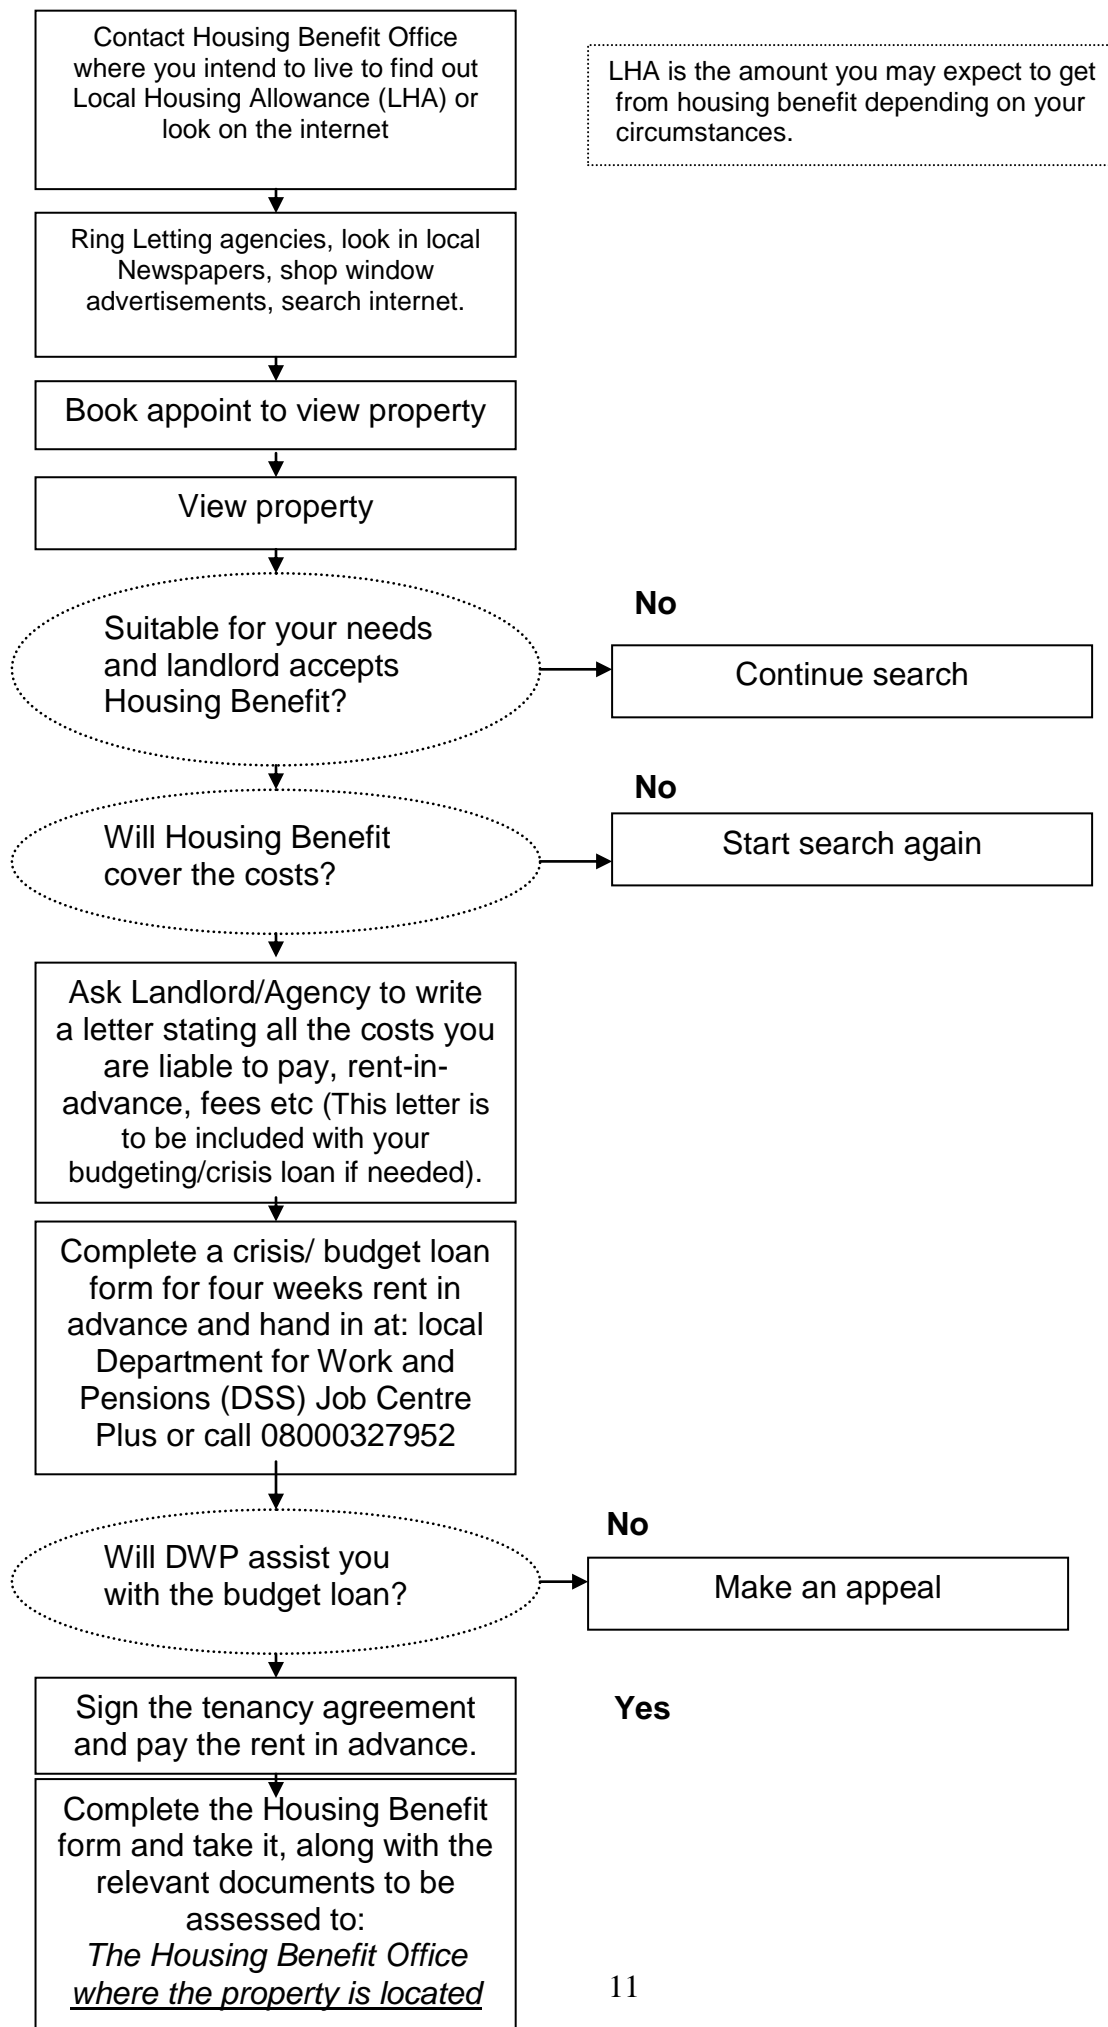 Contact Housing Benefit Office
where you intend to live to find out
Local Housing Allowance (LHA) or
look on the internet
LHA is the amount you may expect to get
from housing benefit depending on your
circumstances.
Ring Letting agencies, look in local
Newspapers, shop window
advertisements, search internet.
Book appoint to view property
View property
Suitable for your needs
and landlord accepts
Housing Benefit?
No
Continue search
Will Housing Benefit
cover the costs?
No
Start search again
Ask Landlord/Agency to write
a letter stating all the costs you
are liable to pay, rent-in-
advance, fees etc (This letter is
to be included with your
budgeting/crisis loan if needed).
Complete a crisis/ budget loan
form for four weeks rent in
advance and hand in at: local
Department for Work and
Pensions (DSS) Job Centre
Plus or call 08000327952
Will DWP assist you
with the budget loan?
No
Make an appeal
Sign the tenancy agreement
and pay the rent in advance.
Yes
Complete the Housing Benefit
form and take it, along with the
relevant documents to be
assessed to:
The Housing Benefit Office
where the property is located
11